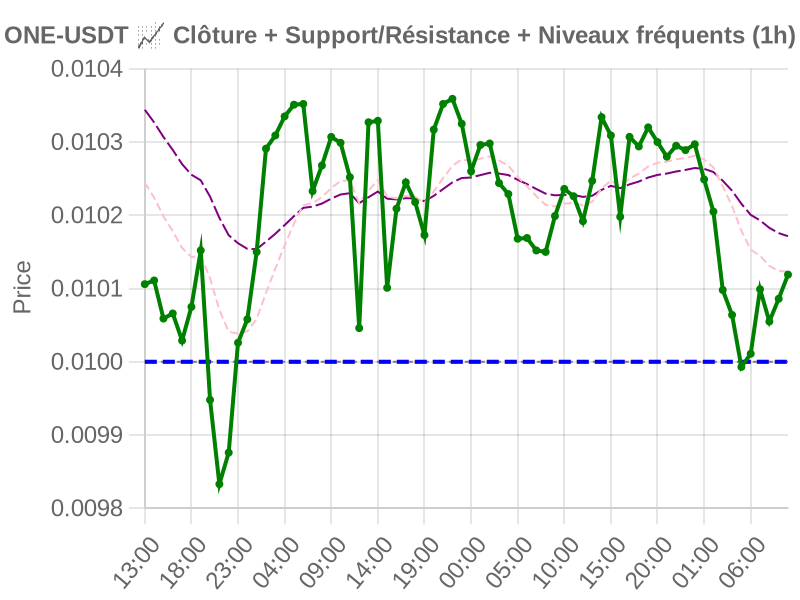 ONE-USDT 📈 Clôture + Support/Résistance + Niveaux fréquents (1h)
0.0104
0.0103
0.0102
0.0101
0.0100
0.0099
0.0098
Price
13:00 18:00 23:00 04:00 09:00 14:00 19:00 00:00 05:00 10:00 15:00 20:00 01:00 06:00